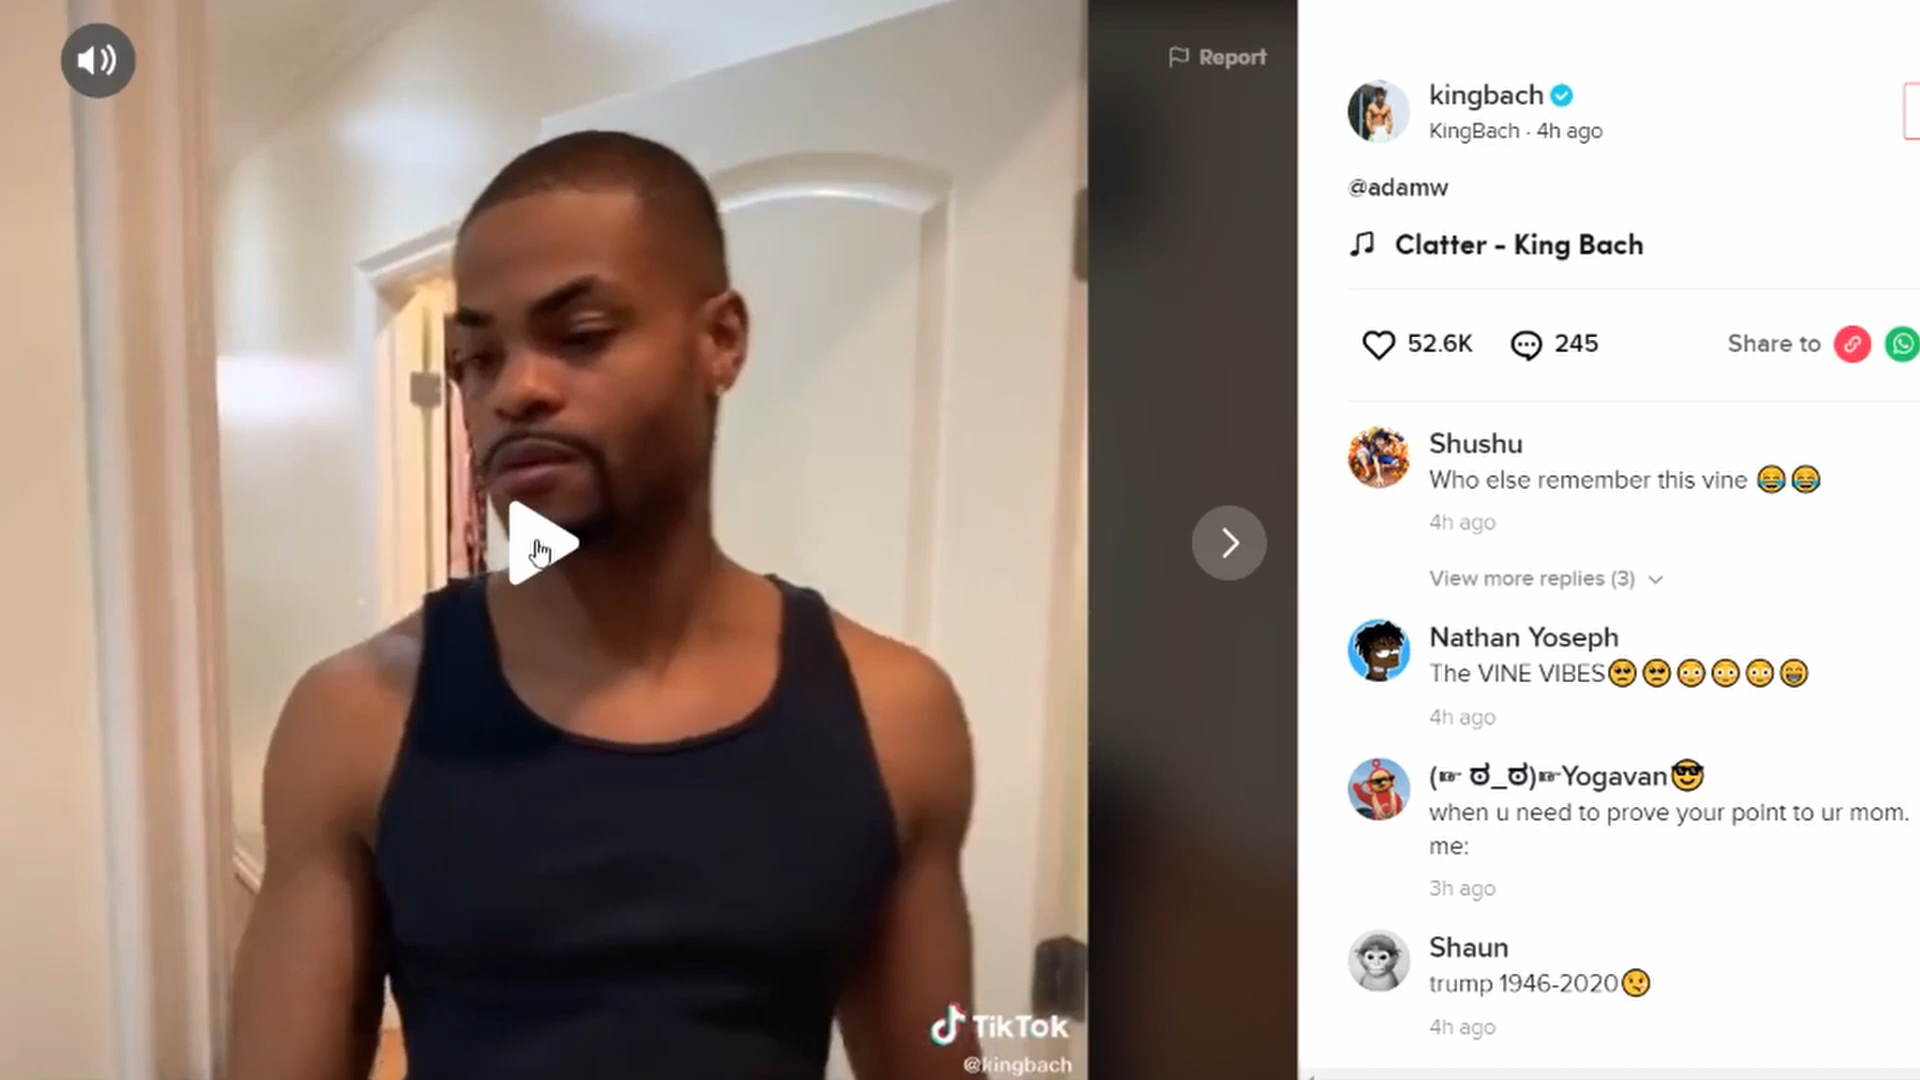 Report
kingbach
KingBach · 4h ago
@adamw
Clatter - King Bach
52.6K
245
Share to
Shushu
Who else remember this vine 😂😂
4h ago
View more replies (3)
Nathan Yoseph
The VINE VIBES🥺🥺😳😳😳😁
4h ago
(☞ ಠ_ಠ)☞Yogavan😎
when u need to prove your point to ur mom.
me:
3h ago
Shaun
trump 1946-2020🤨
4h ago
TikTok
@kingbach